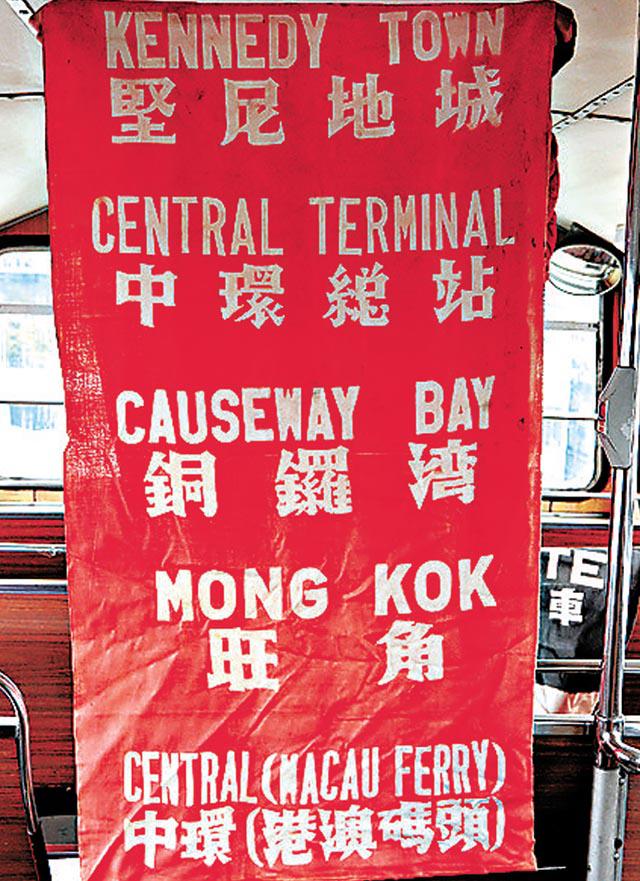 KENNEDY TOWN
堅尼地城
CENTRAL TERMINAL
中環總站
CAUSEWAY BAY
銅鑼湾
MONG KOK
旺角
CENTRAL (MACAU FERRY)
中環(港澳碼頭)
TE
車